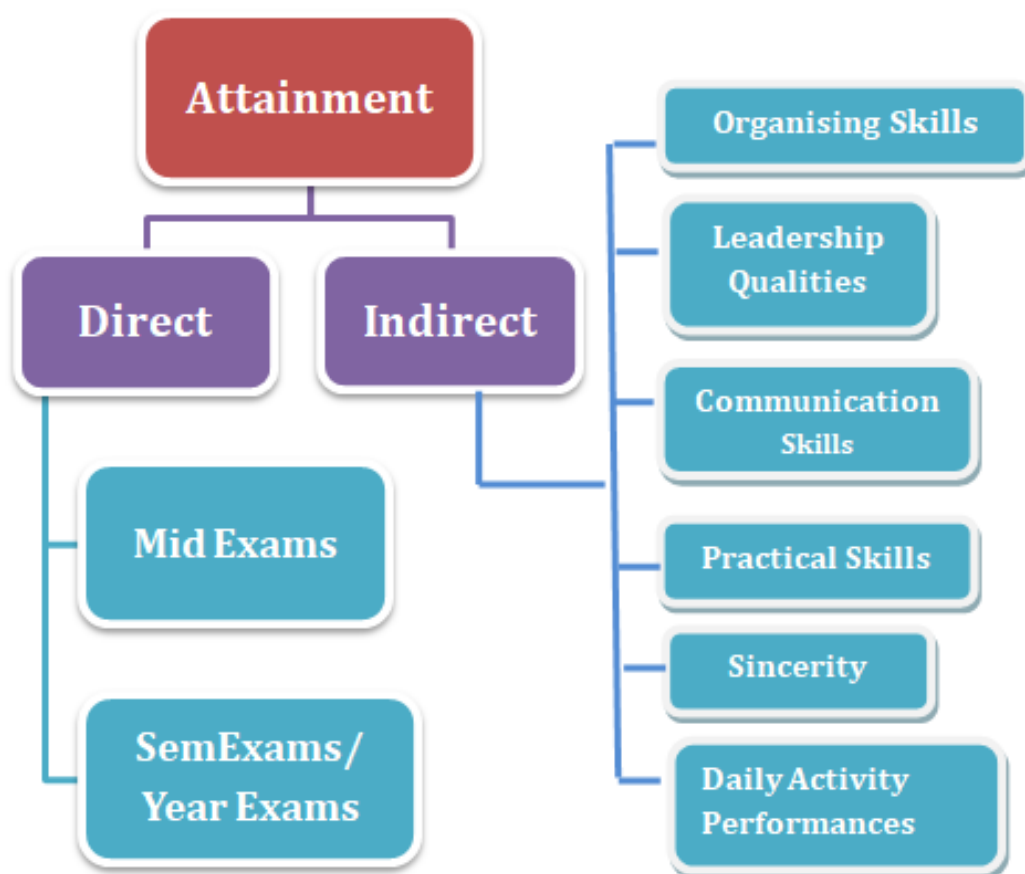 Attainment
Direct
Indirect
Mid Exams
SemExams/
Year Exams
Organising Skills
Leadership
Qualities
Communication
Skills
Practical Skills
Sincerity
Daily Activity
Performances